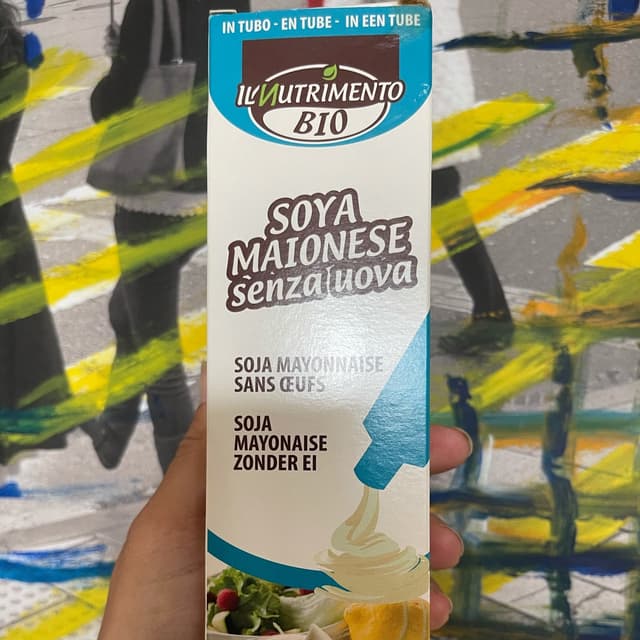 IN TUBO - EN TUBE - IN EEN TUBE
IL NUTRIMENTO
BIO
SOYA
MAIONESE
senza uova
SOJA MAYONNAISE
SANS ŒUFS
SOJA
MAYONAISE
ZONDER EI